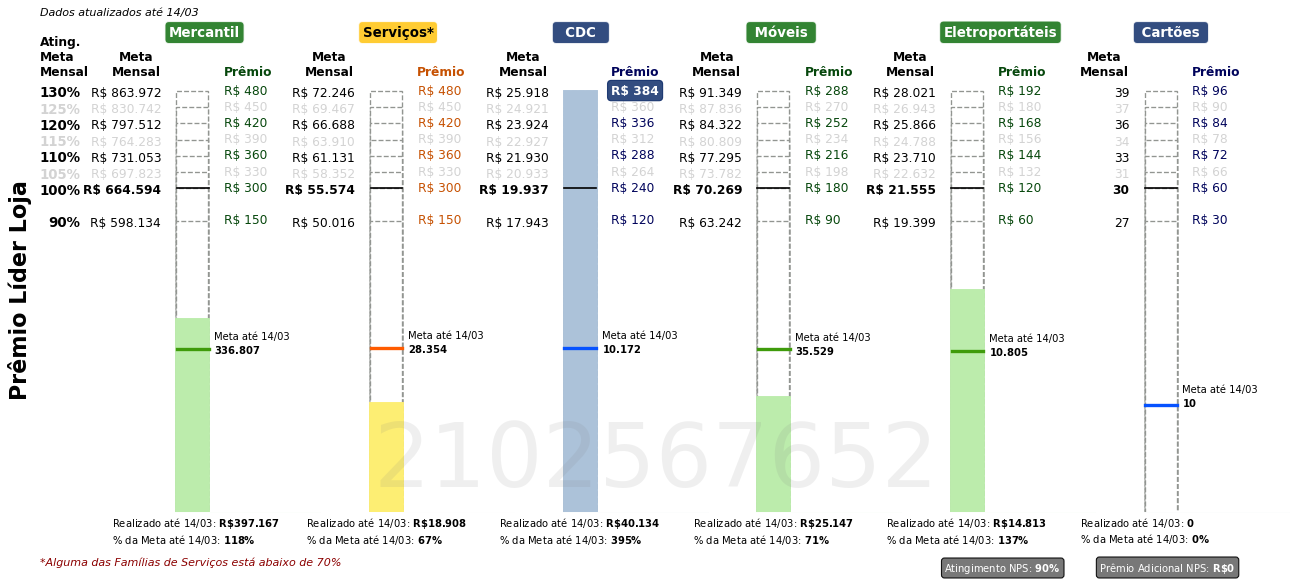 Dados atualizados até 14/03
Mercantil Serviços* CDC Móveis Eletroportáteis Cartões
Ating. Meta Mensal Meta Mensal Prêmio Meta Mensal Prêmio Meta Mensal Prêmio Meta Mensal Prêmio Meta Mensal Prêmio Meta Mensal Prêmio
130% R$ 863.972 R$ 480 R$ 72.246 R$ 480 R$ 25.918 R$ 384 R$ 91.349 R$ 288 R$ 28.021 R$ 192 39 R$ 96
125% R$ 830.742 R$ 450 R$ 69.467 R$ 450 R$ 24.921 R$ 360 R$ 87.836 R$ 270 R$ 26.943 R$ 180 37 R$ 90
120% R$ 797.512 R$ 420 R$ 66.688 R$ 420 R$ 23.924 R$ 336 R$ 84.322 R$ 252 R$ 25.866 R$ 168 36 R$ 84
115% R$ 764.283 R$ 390 R$ 63.910 R$ 390 R$ 22.927 R$ 312 R$ 80.809 R$ 234 R$ 24.788 R$ 156 34 R$ 78
110% R$ 731.053 R$ 360 R$ 61.131 R$ 360 R$ 21.930 R$ 288 R$ 77.295 R$ 216 R$ 23.710 R$ 144 33 R$ 72
105% R$ 697.823 R$ 330 R$ 58.352 R$ 330 R$ 20.933 R$ 264 R$ 73.782 R$ 198 R$ 22.632 R$ 132 31 R$ 66
100% R$ 664.594 R$ 300 R$ 55.574 R$ 300 R$ 19.937 R$ 240 R$ 70.269 R$ 180 R$ 21.555 R$ 120 30 R$ 60
90% R$ 598.134 R$ 150 R$ 50.016 R$ 150 R$ 17.943 R$ 120 R$ 63.242 R$ 90 R$ 19.399 R$ 60 27 R$ 30
Prêmio Líder Loja
Meta até 14/03 Meta até 14/03 Meta até 14/03 Meta até 14/03 Meta até 14/03
336.807 28.354 10.172 35.529 10.805
Meta até 14/03
10
2102567652
Realizado até 14/03: R$397.167 Realizado até 14/03: R$18.908 Realizado até 14/03: R$40.134 Realizado até 14/03: R$25.147 Realizado até 14/03: R$14.813 Realizado até 14/03: 0
% da Meta até 14/03: 118% % da Meta até 14/03: 67% % da Meta até 14/03: 395% % da Meta até 14/03: 71% % da Meta até 14/03: 137% % da Meta até 14/03: 0%
*Alguma das Famílias de Serviços está abaixo de 70% Atingimento NPS: 90% Prêmio Adicional NPS: R$0